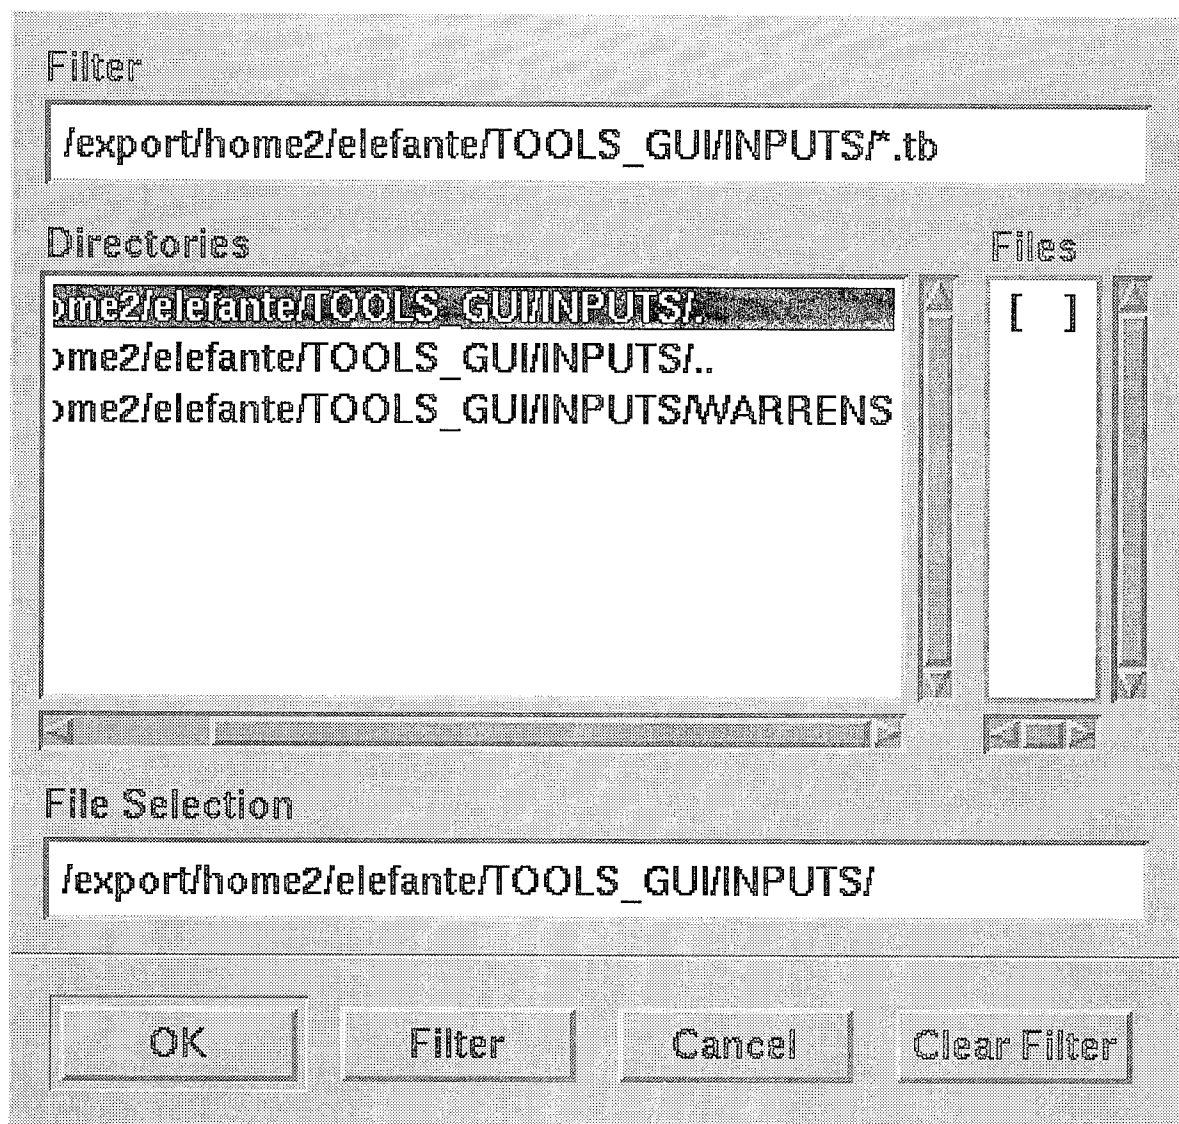 Filter
/export/home2/elefante/TOOLS_GUI/INPUTS/*.tb
Directories
ome2/elefante/TOOLS_GUI/INPUTS/.
ome2/elefante/TOOLS_GUI/INPUTS/..
ome2/elefante/TOOLS_GUI/INPUTS/WARRENS
Files
[ ]
File Selection
/export/home2/elefante/TOOLS_GUI/INPUTS/
OK
Filter
Cancel
Clear Filter